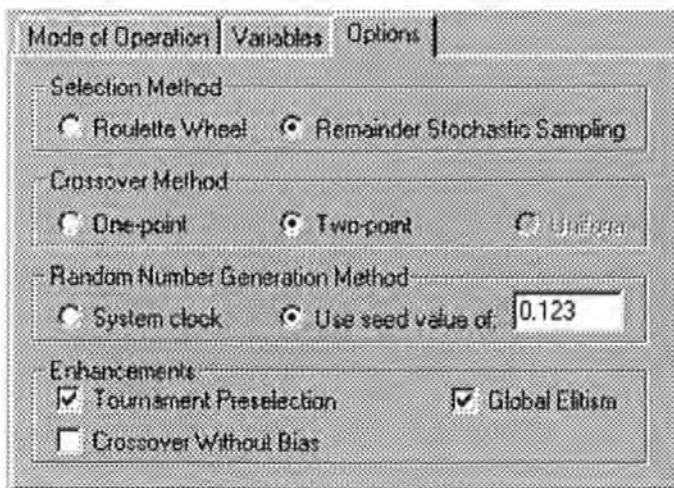 Mode of Operation Variables Options
Selection Method
Roulette Wheel Remainder Stochastic Sampling
Crossover Method
One-point Two-point Uniform
Random Number Generation Method
System clock Use seed value of: 0.123
Enhancements
Tournament Preselection Global Elitism
Crossover Without Bias